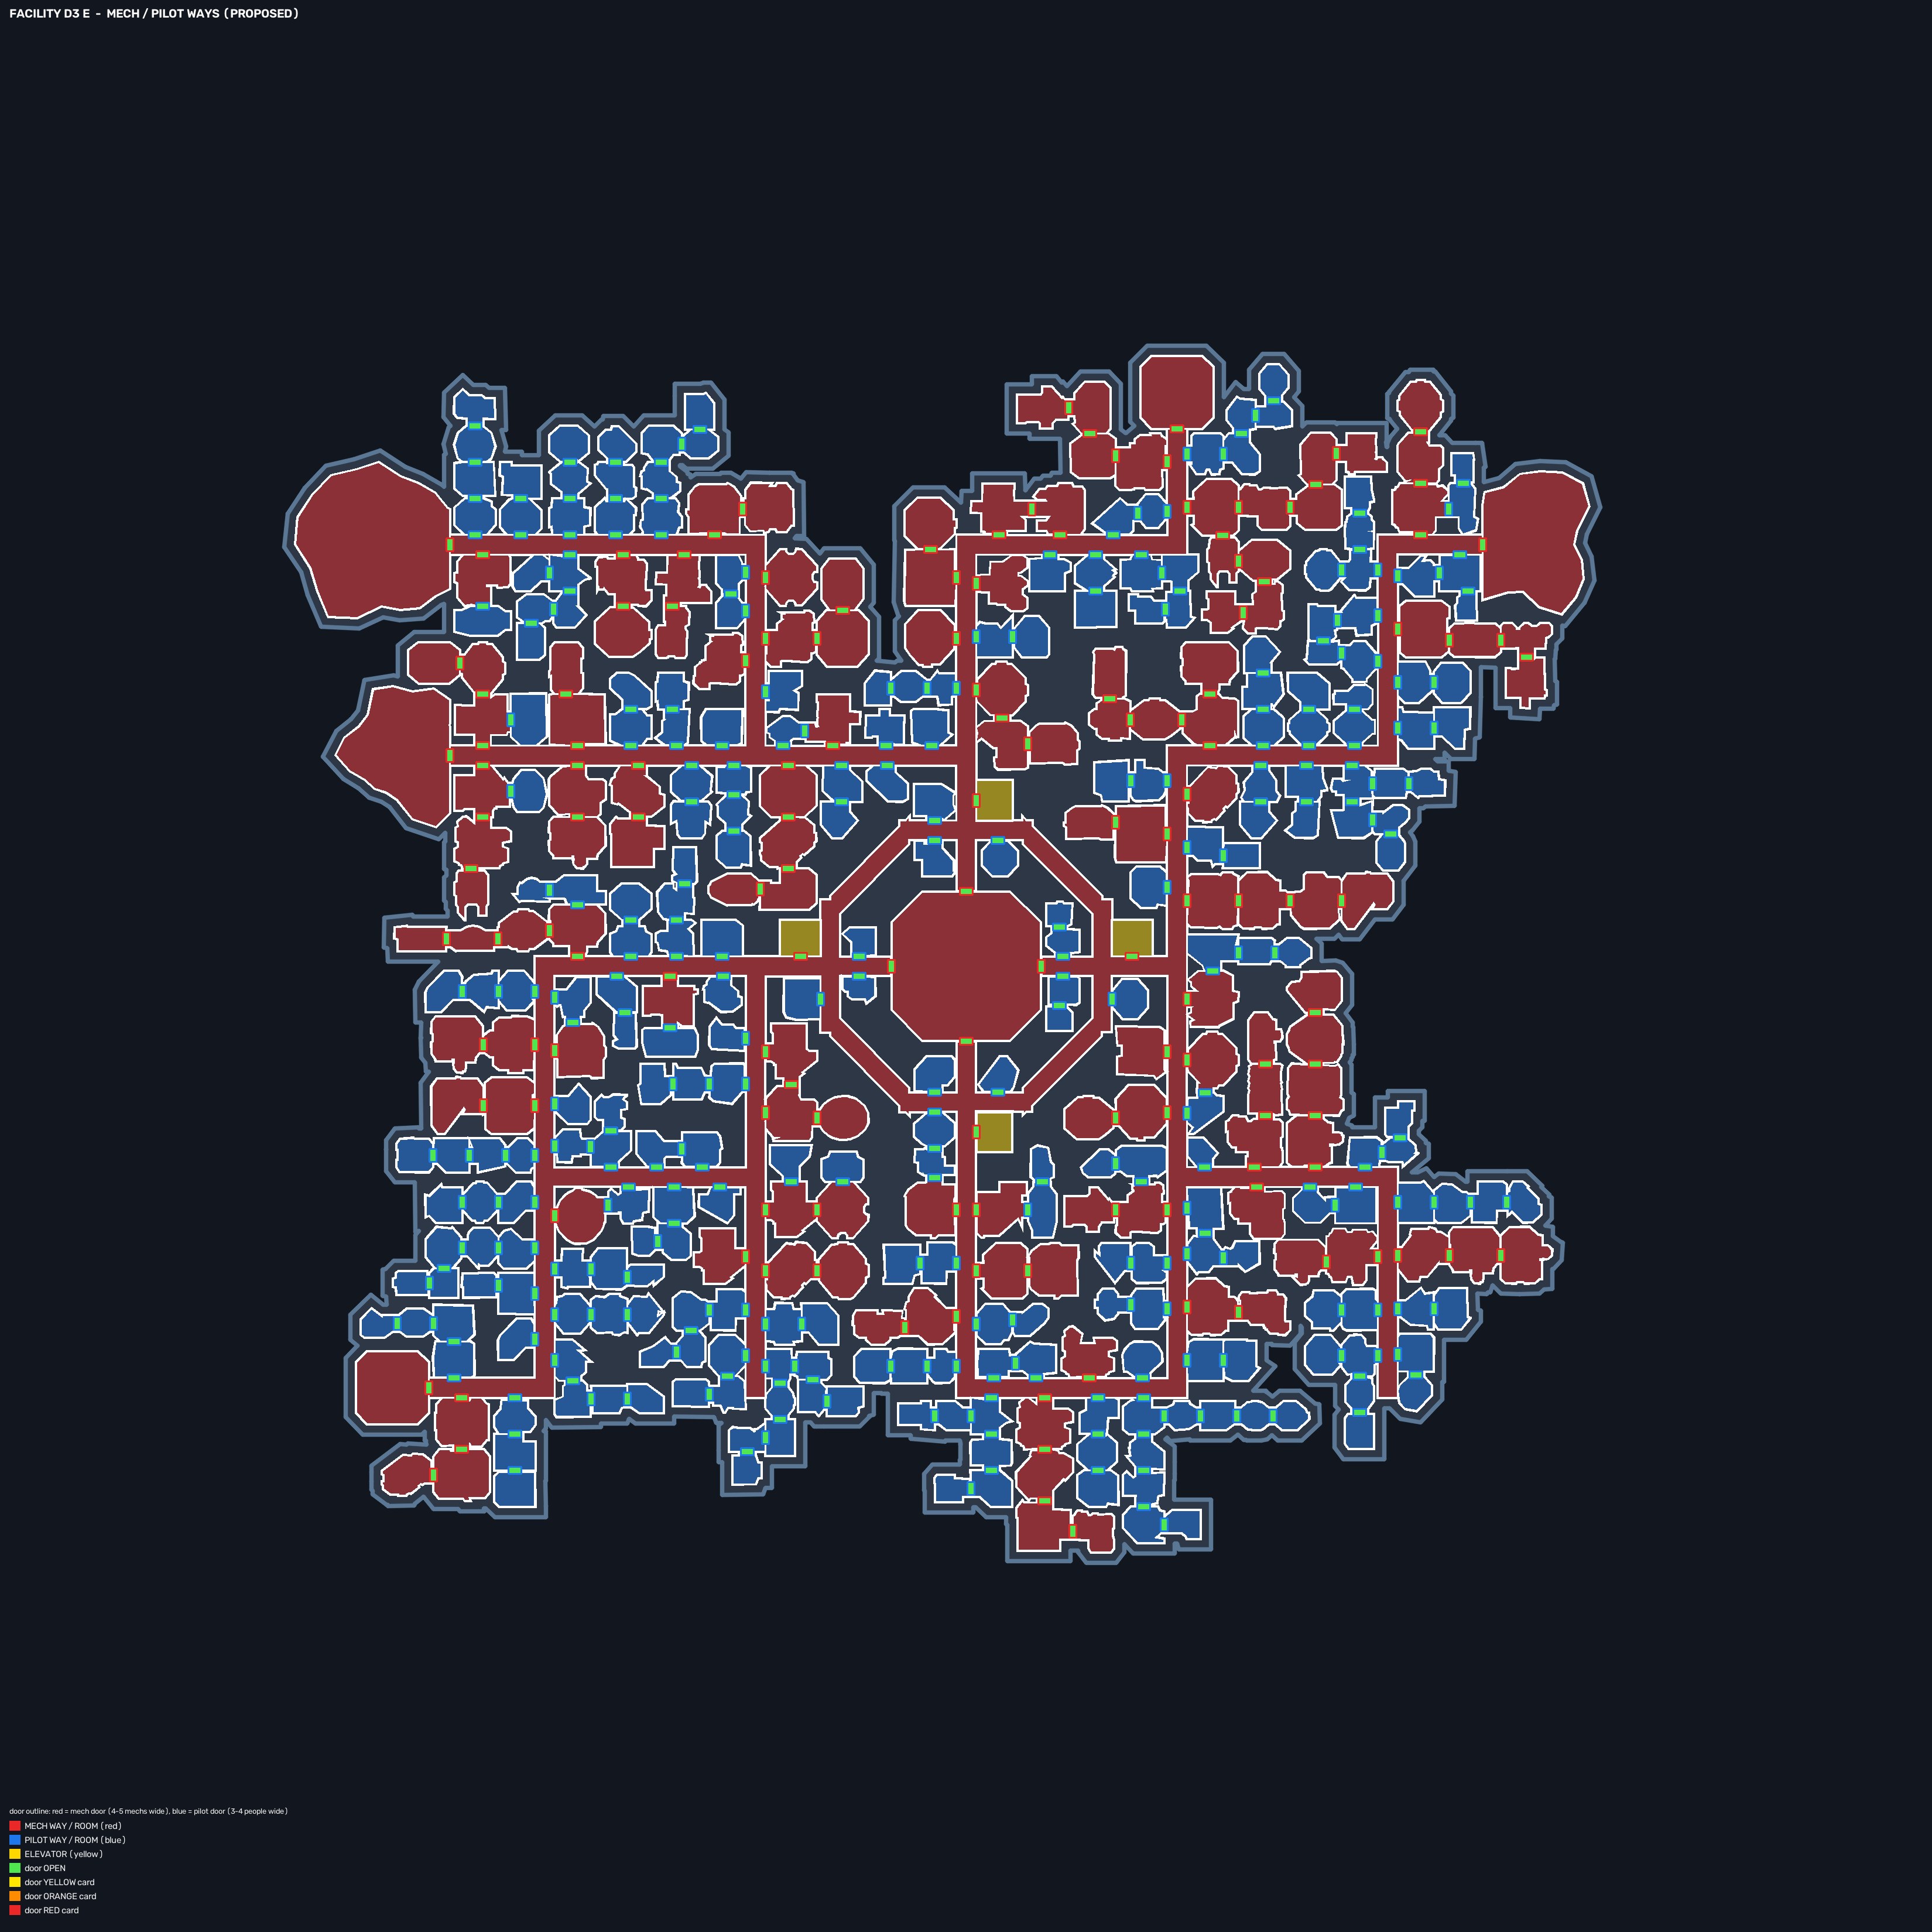 FACILITY D3 E - MECH / PILOT WAYS (PROPOSED)
door outline: red = mech door (4-5 mechs wide), blue = pilot door (3-4 people wide)
MECH WAY / ROOM (red)
PILOT WAY / ROOM (blue)
ELEVATOR (yellow)
door OPEN
door YELLOW card
door ORANGE card
door RED card